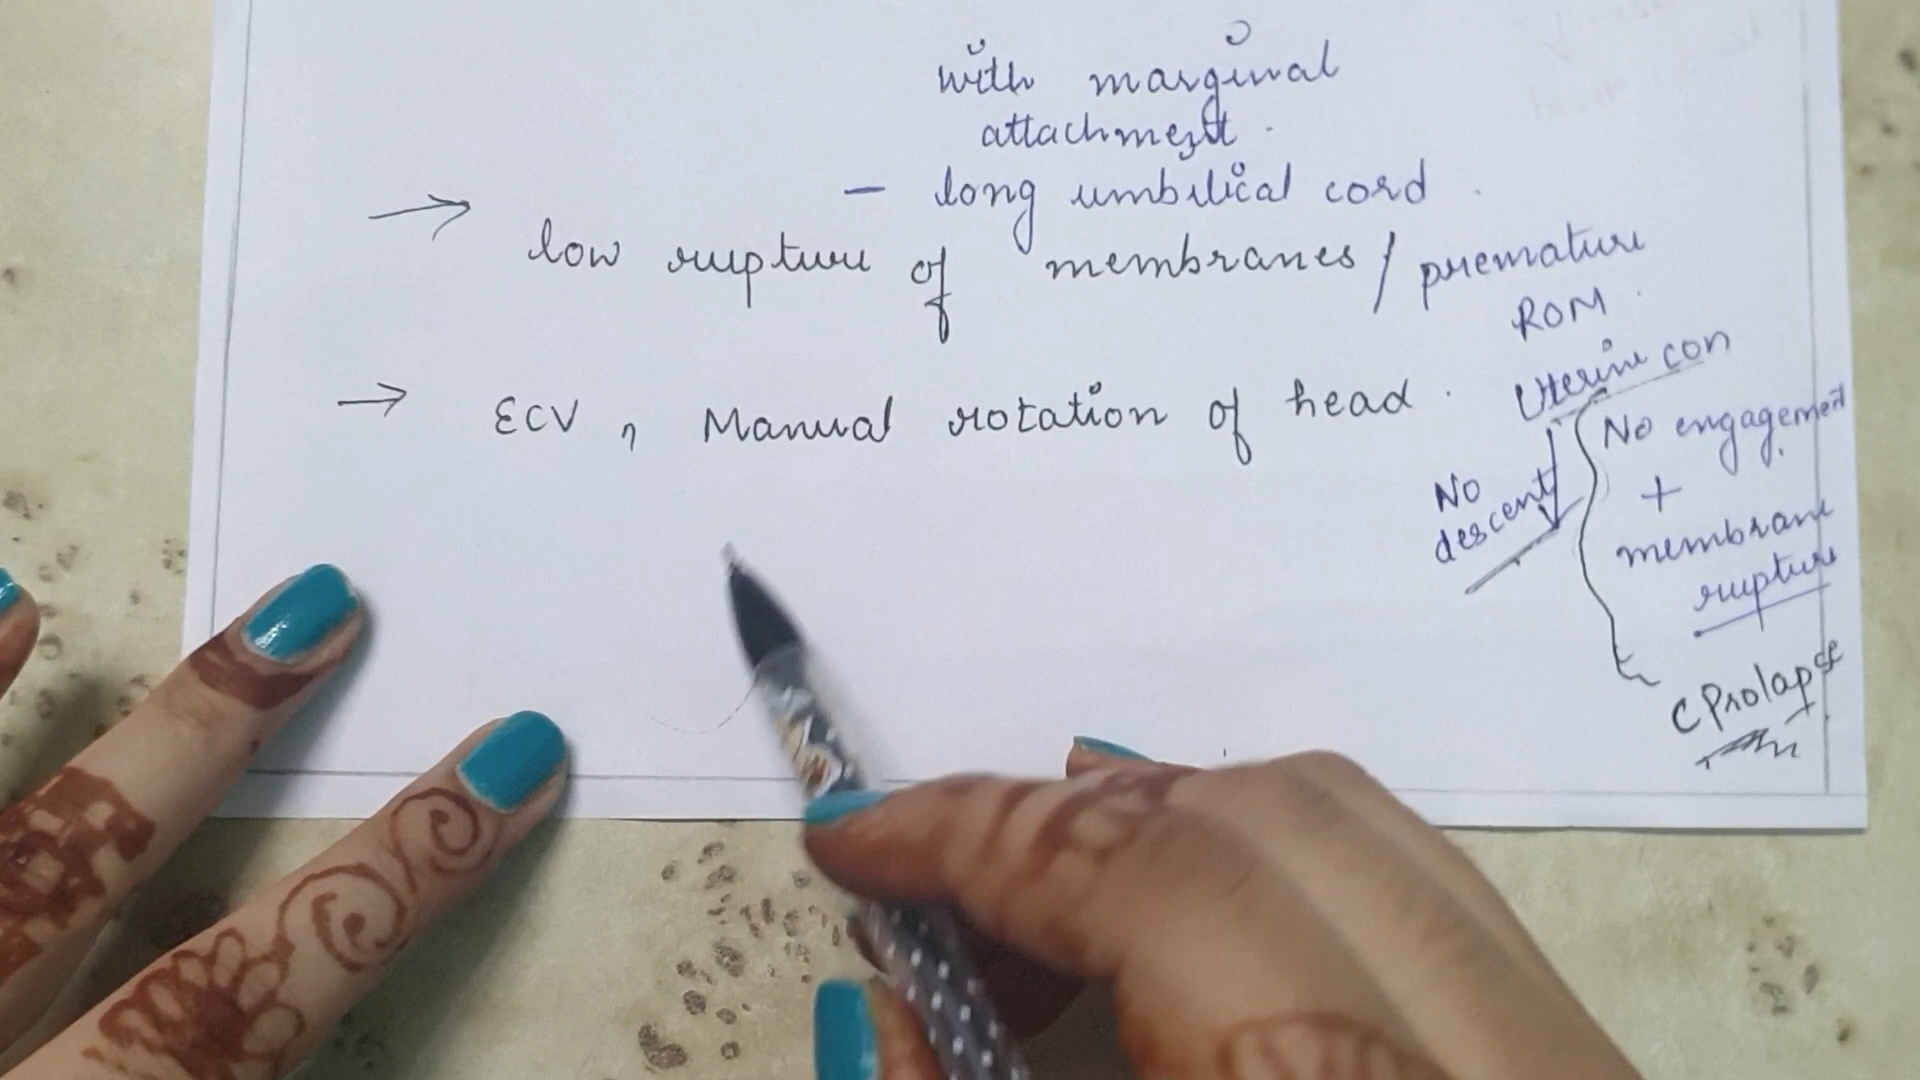 with marginal
attachment.
- long umbilical cord.
→ low rupture of membranes / premature
ROM.
→ ECV, Manual rotation of head.
Uterine con
No
descent
No engagement
+
membrane
rupture
C Prolapse